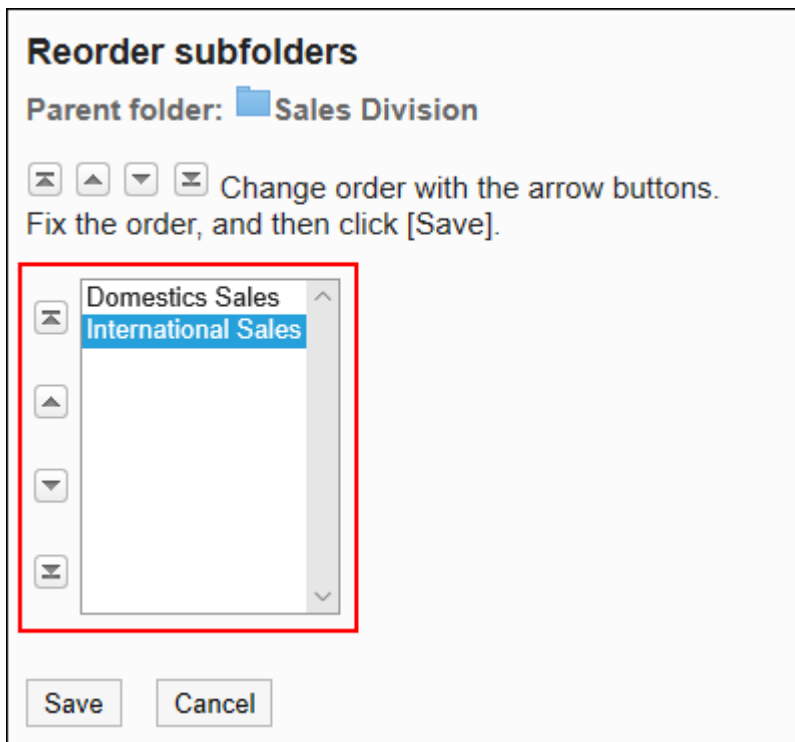 Reorder subfolders
Parent folder: Sales Division
Change order with the arrow buttons.
Fix the order, and then click [Save].
Domestics Sales
International Sales
Save Cancel